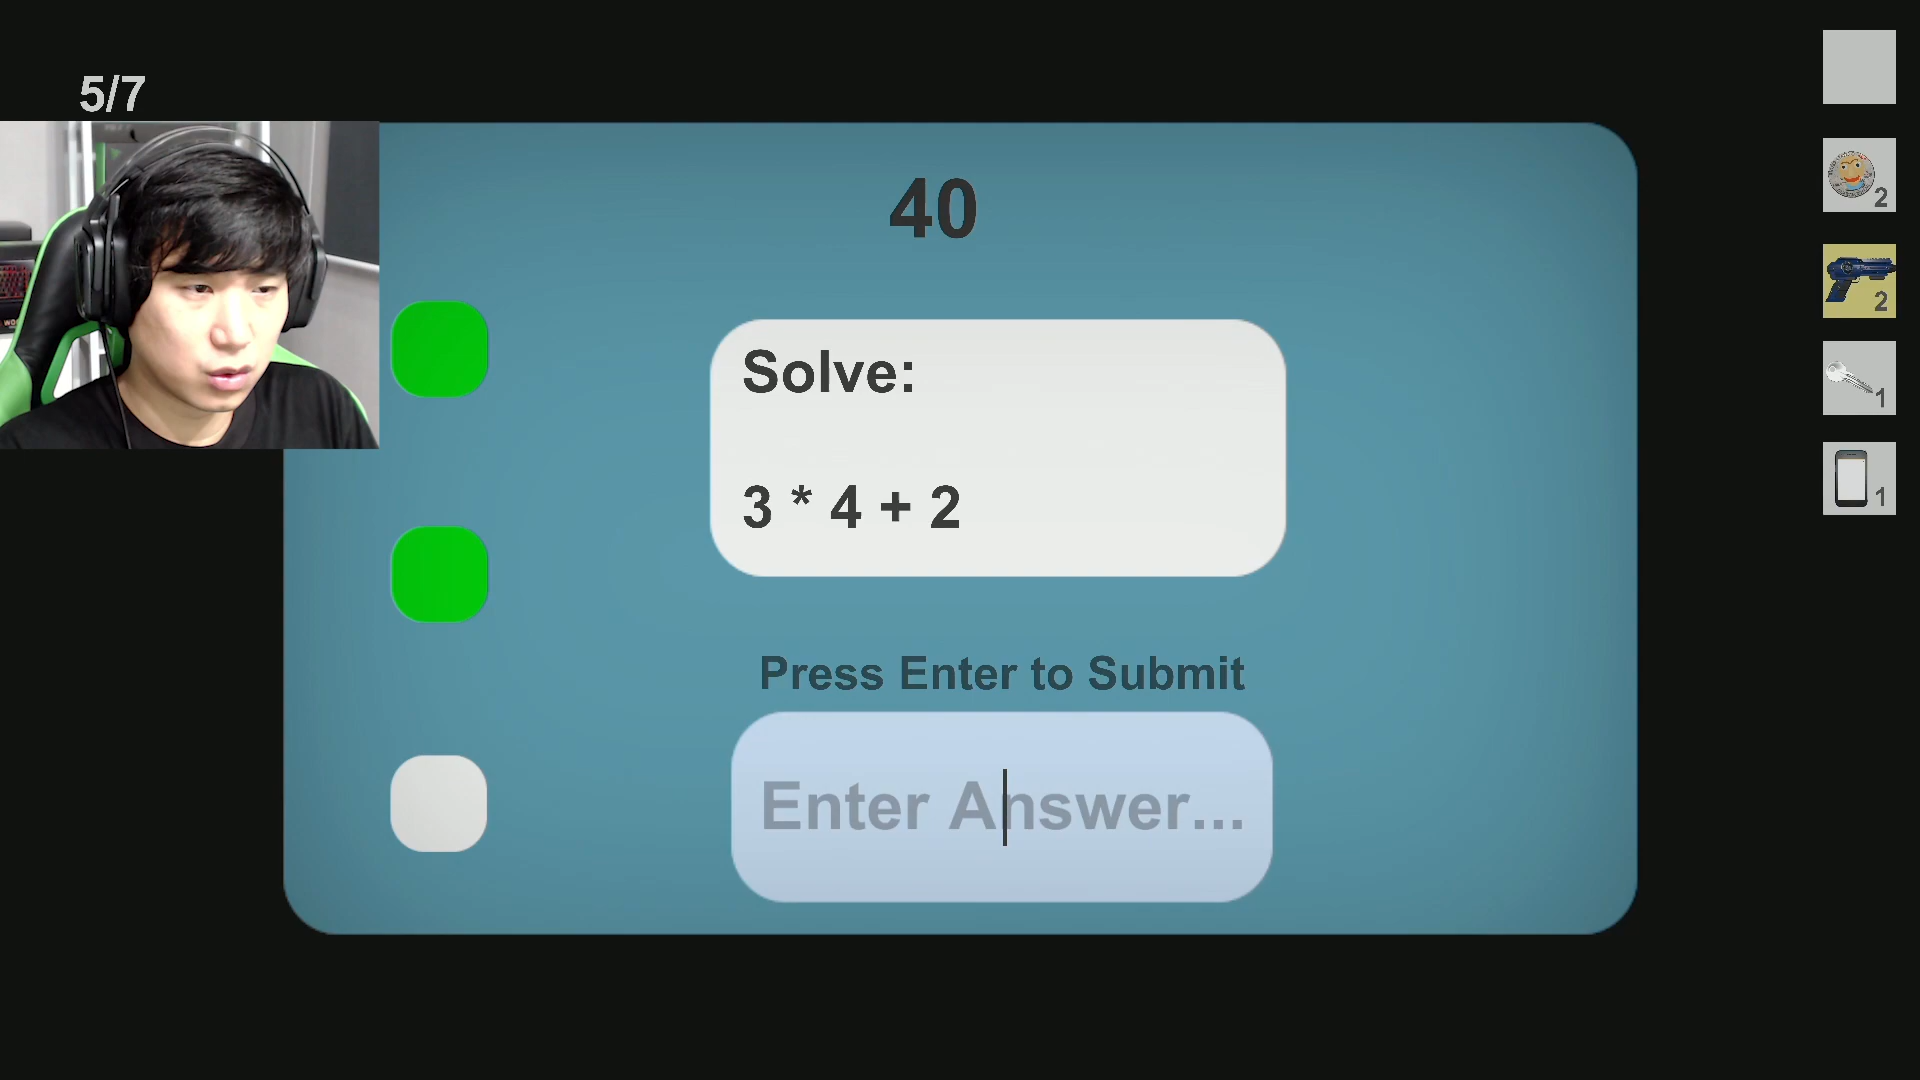 5/7
40
Solve:
3 * 4 + 2
Press Enter to Submit
Enter Answer...
2
2
1
1